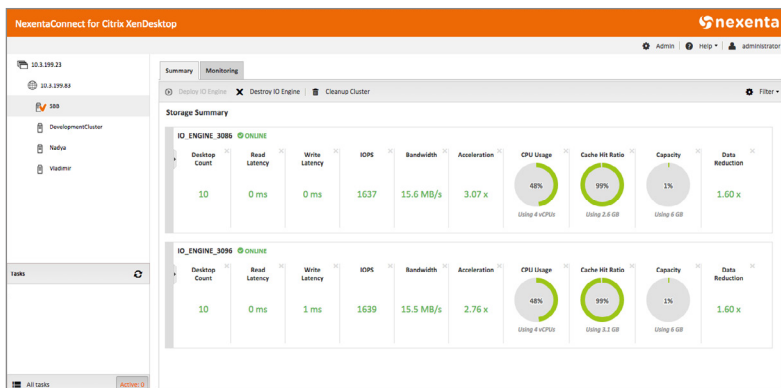 NexentaConnect for Citrix XenDesktop
nexenta
Admin
Help
administrator
10.3.199.23
10.3.199.83
SBB
DevelopmentCluster
Nadya
Vladimir
Tasks
All tasks
Active: 0
Summary
Monitoring
Deploy IO Engine
Destroy IO Engine
Cleanup Cluster
Filter
Storage Summary
IO_ENGINE_3086 ONLINE
Desktop Count
Read Latency
Write Latency
IOPS
Bandwidth
Acceleration
CPU Usage
Cache Hit Ratio
Capacity
Data Reduction
10
0 ms
0 ms
1637
15.6 MB/s
3.07 x
48%
99%
1%
1.60 x
Using 4 vCPUs
Using 2.6 GB
Using 6 GB
IO_ENGINE_3096 ONLINE
Desktop Count
Read Latency
Write Latency
IOPS
Bandwidth
Acceleration
CPU Usage
Cache Hit Ratio
Capacity
Data Reduction
10
0 ms
1 ms
1639
15.5 MB/s
2.76 x
48%
99%
1%
1.60 x
Using 4 vCPUs
Using 3.1 GB
Using 6 GB